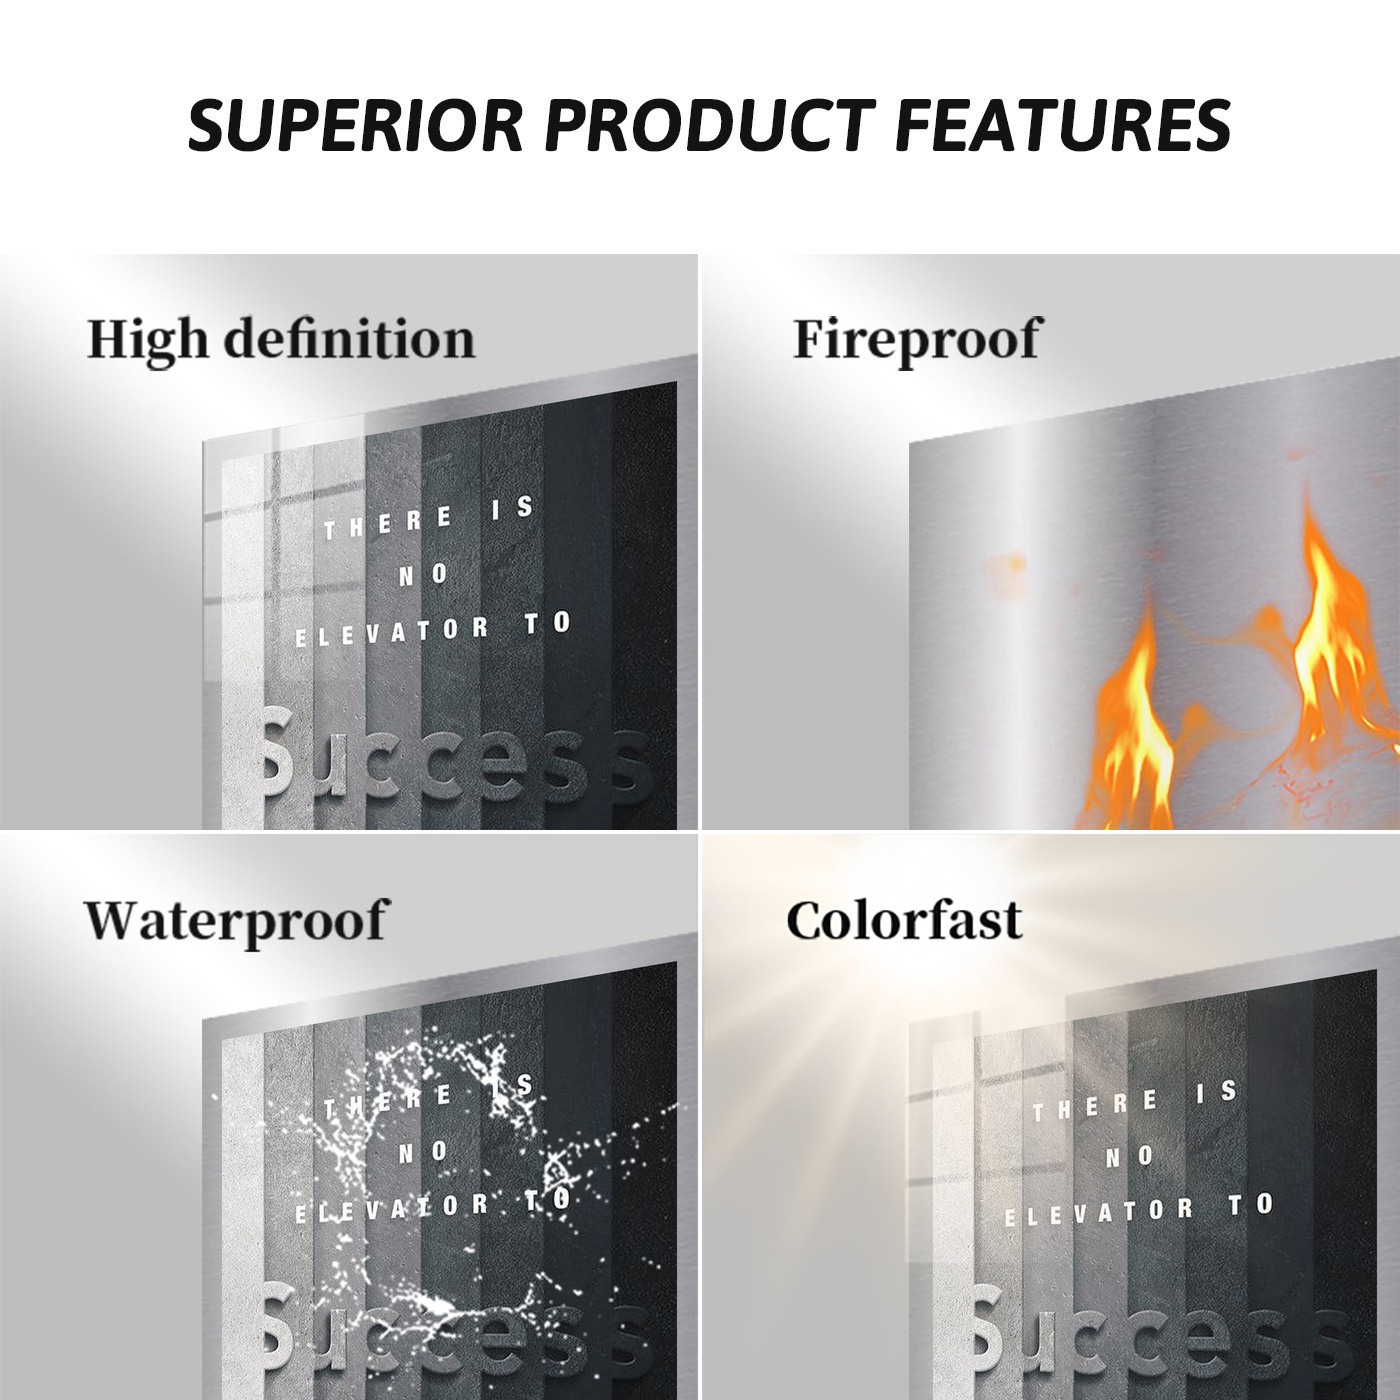 SUPERIOR PRODUCT FEATURES
High definition
THERE IS
NO
ELEVATOR TO
Success
Fireproof
Waterproof
THERE IS
NO
ELEVATOR TO
Success
Colorfast
THERE IS
NO
ELEVATOR TO
Success